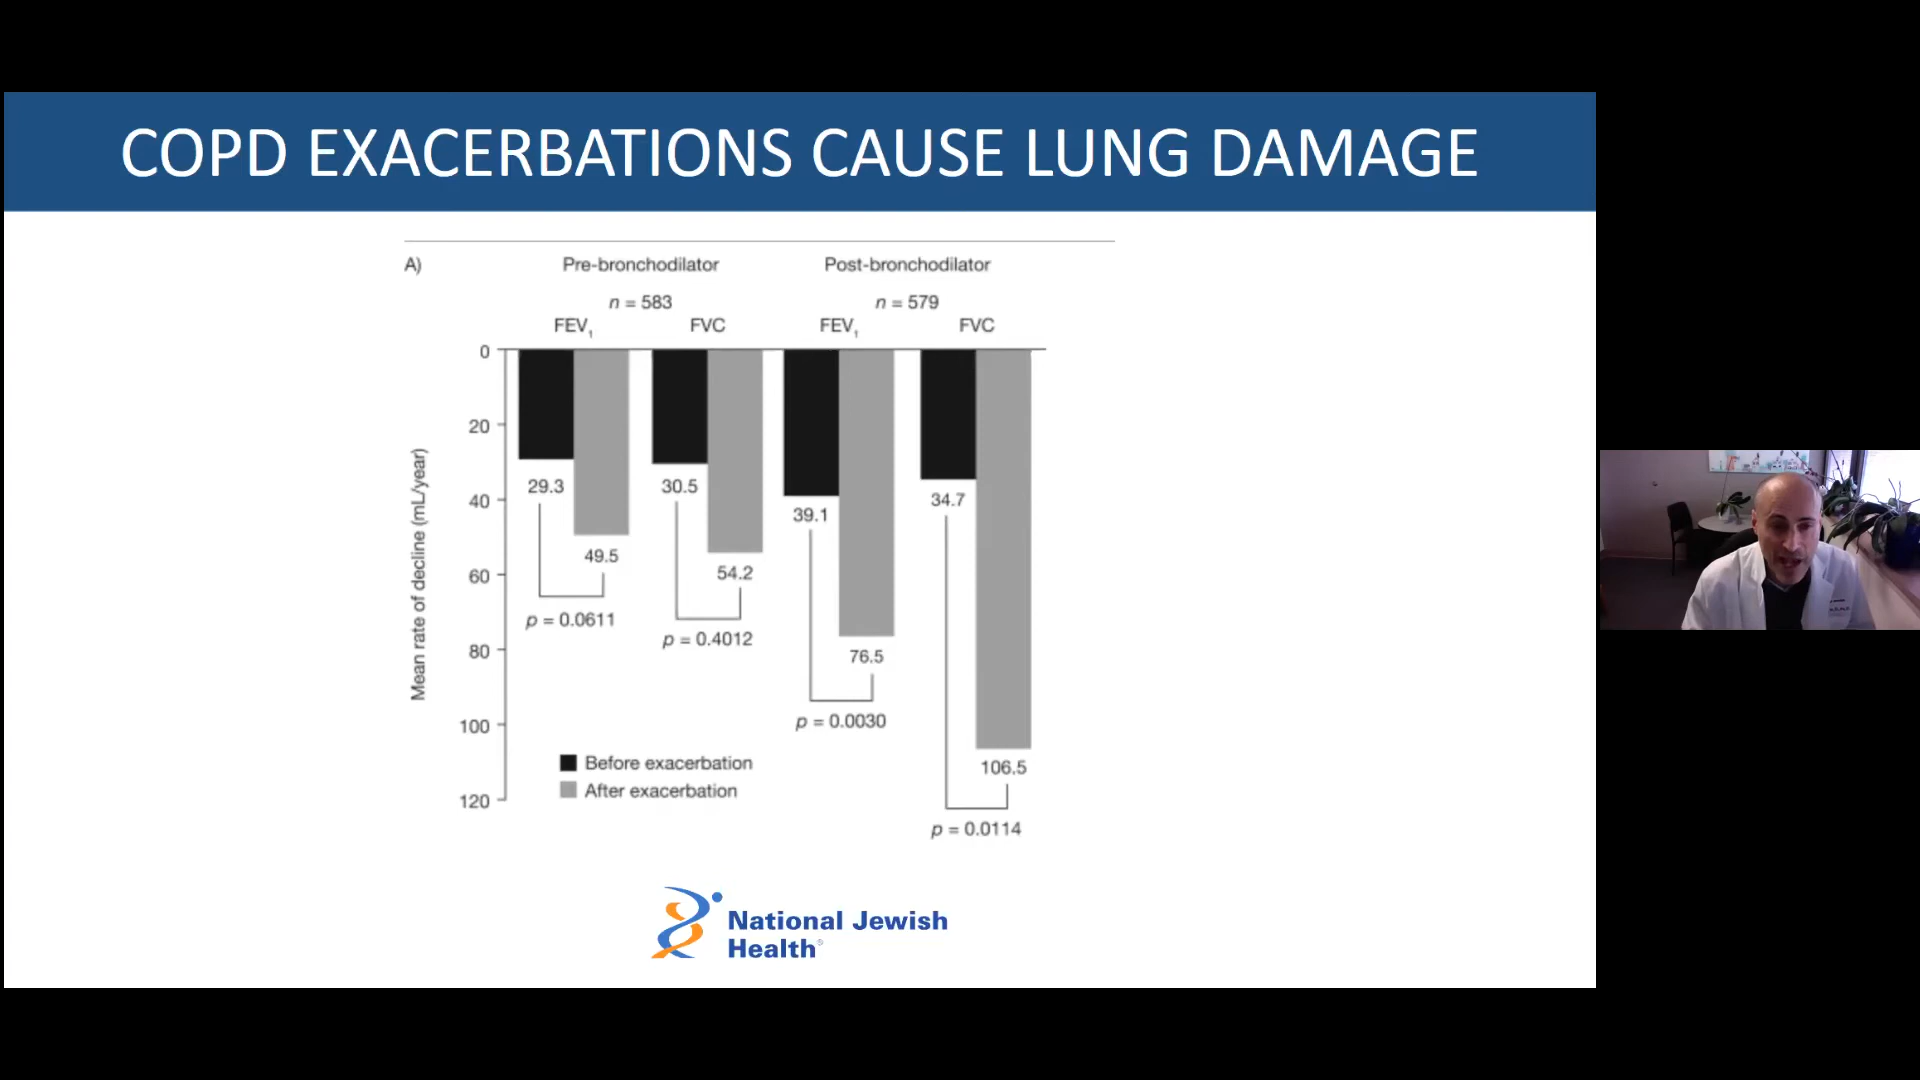 COPD EXACERBATIONS CAUSE LUNG DAMAGE
A)
Pre-bronchodilator
Post-bronchodilator
n = 583
n = 579
FEV₁
FVC
FEV₁
FVC
Mean rate of decline (mL/year)
0
20
40
60
80
100
120
29.3
49.5
p = 0.0611
30.5
54.2
p = 0.4012
39.1
76.5
p = 0.0030
34.7
106.5
p = 0.0114
Before exacerbation
After exacerbation
National Jewish
Health®